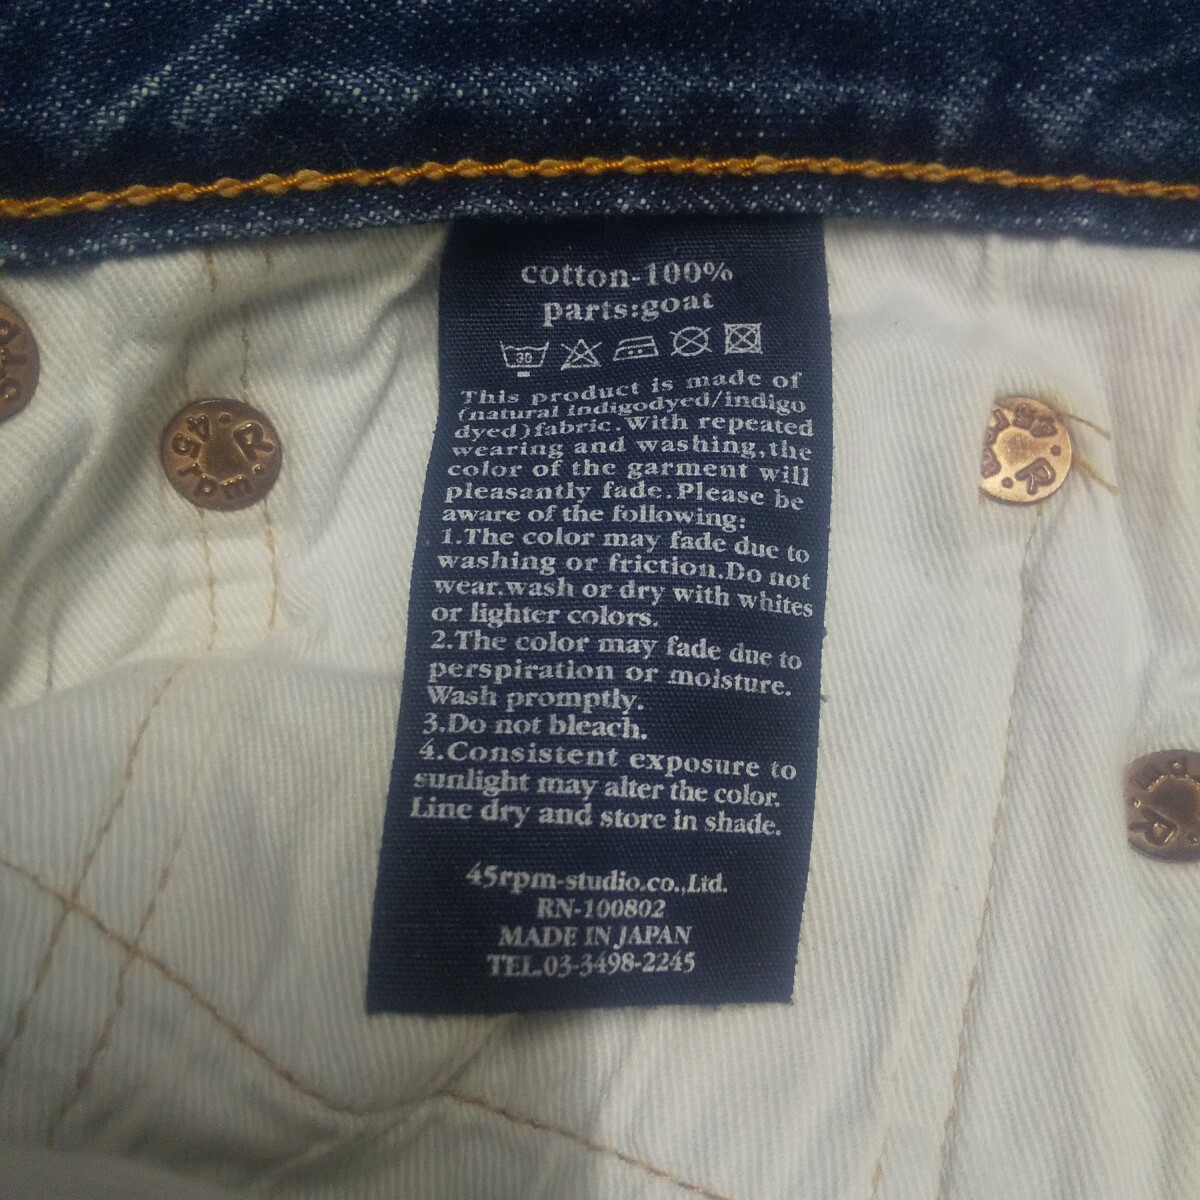 cotton-100%
parts:goat
30
This product is made of
(natural indigodyed/indigo
dyed)fabric.With repeated
wearing and washing,the
color of the garment will
pleasantly fade.Please be
aware of the following:
1.The color may fade due to
washing or friction.Do not
wear.wash or dry with whites
or lighter colors.
2.The color may fade due to
perspiration or moisture.
Wash promptly.
3.Do not bleach.
4.Consistent exposure to
sunlight may alter the color.
Line dry and store in shade.
45rpm-studio.co.,Ltd.
RN-100802
MADE IN JAPAN
TEL.03-3498-2245
45rpm R
R
R